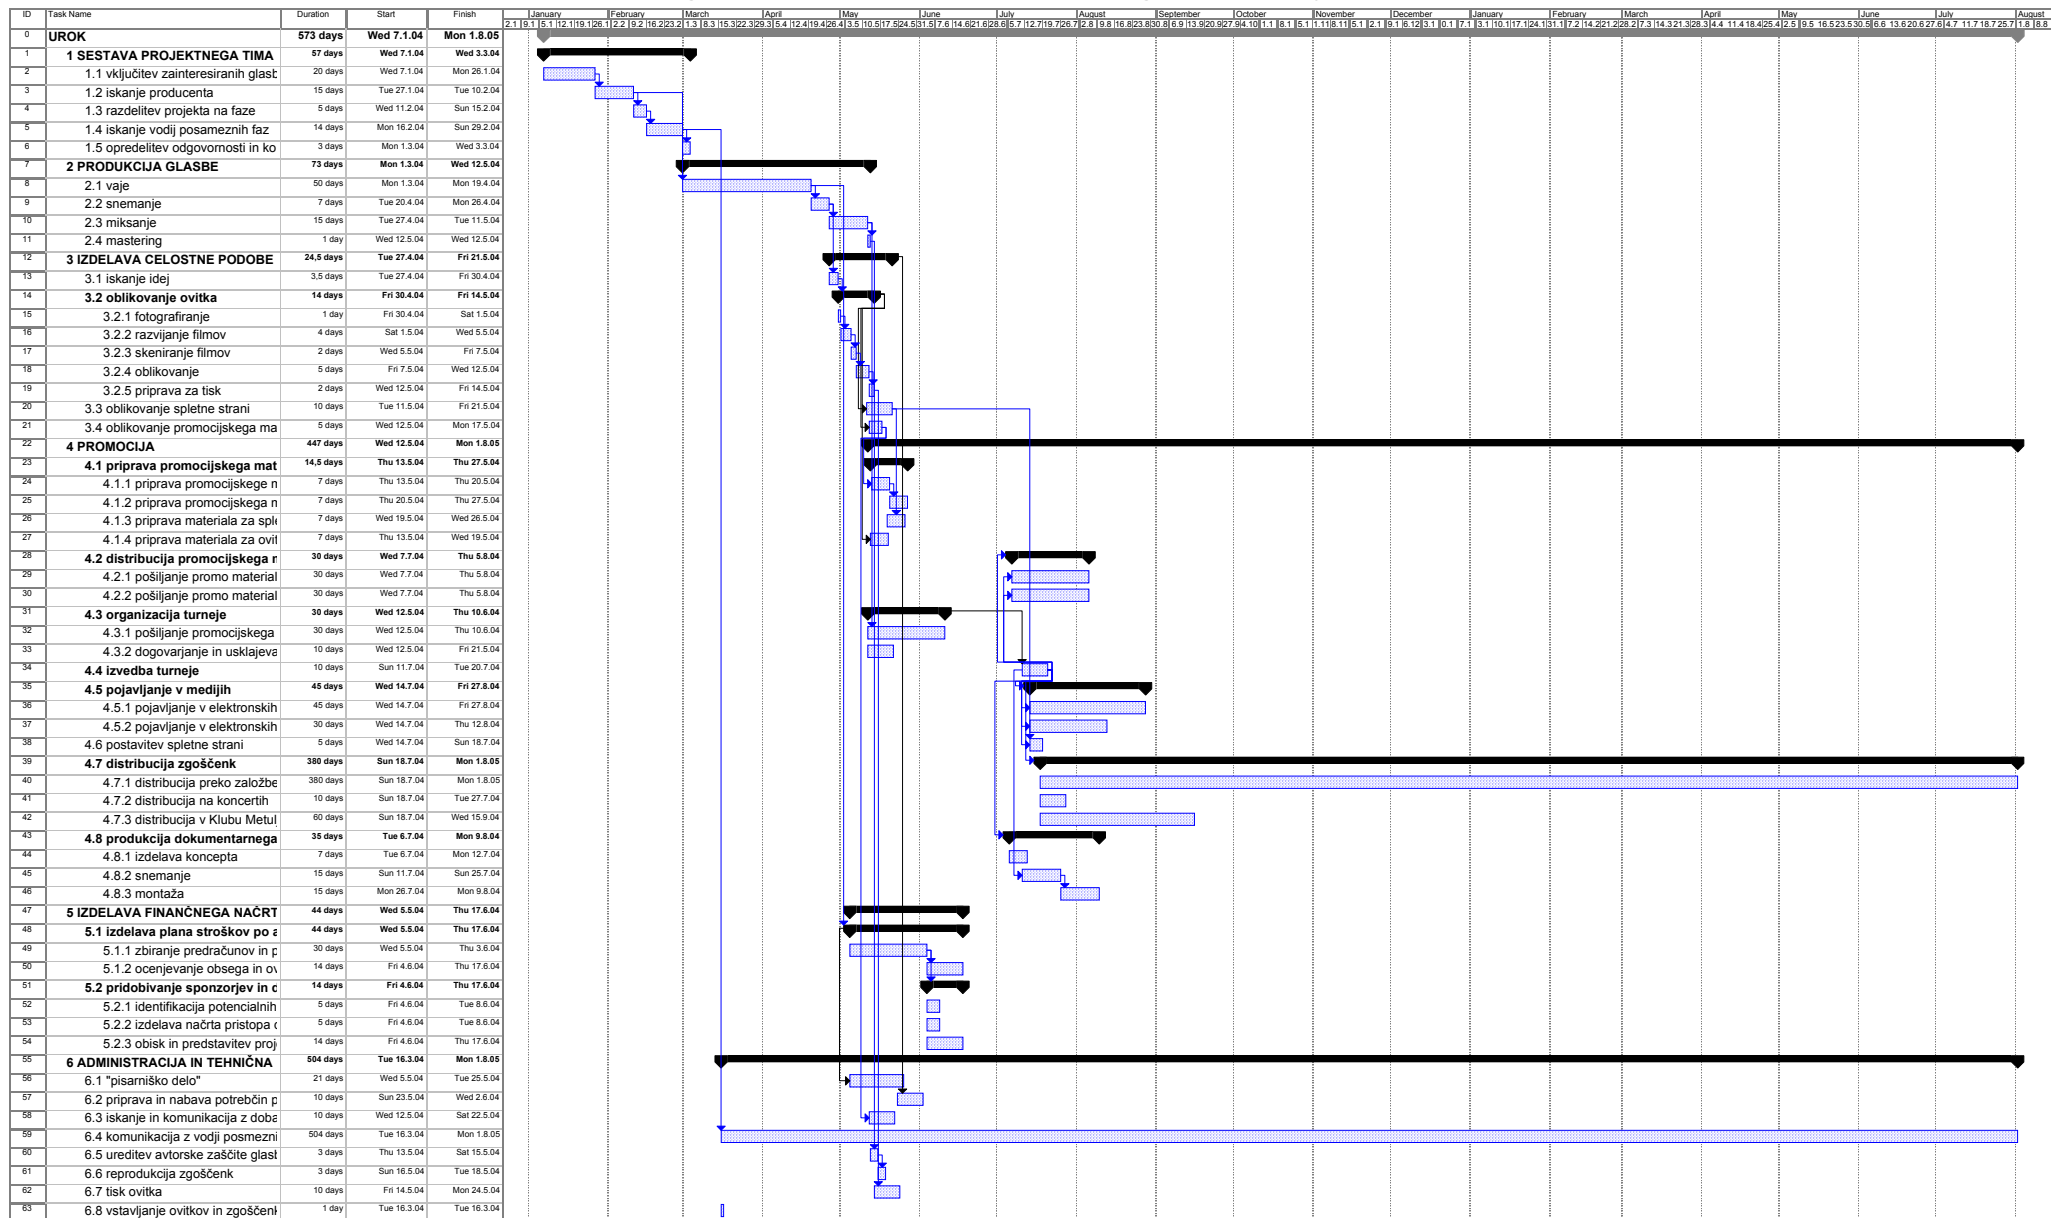 ID Task Name Duration Start Finish
January February March April May June July August September October November December January February March April May June July August
0 UROK 573 days Wed 7.1.04 Mon 1.8.05
1 1 SESTAVA PROJEKTNEGA TIMA 57 days Wed 7.1.04 Wed 3.3.04
2 1.1 vključitev zainteresiranih glasb 20 days Wed 7.1.04 Mon 26.1.04
3 1.2 iskanje producenta 15 days Tue 27.1.04 Tue 10.2.04
4 1.3 razdelitev projekta na faze 5 days Wed 11.2.04 Sun 15.2.04
5 1.4 iskanje vodij posameznih faz 14 days Mon 16.2.04 Sun 29.2.04
6 1.5 opredelitev odgovornosti in ko 3 days Mon 1.3.04 Wed 3.3.04
7 2 PRODUKCIJA GLASBE 73 days Mon 1.3.04 Wed 12.5.04
8 2.1 vaje 50 days Mon 1.3.04 Mon 19.4.04
9 2.2 snemanje 7 days Tue 20.4.04 Mon 26.4.04
10 2.3 miksanje 15 days Tue 27.4.04 Tue 11.5.04
11 2.4 mastering 1 day Wed 12.5.04 Wed 12.5.04
12 3 IZDELAVA CELOSTNE PODOBE 24,5 days Tue 27.4.04 Fri 21.5.04
13 3.1 iskanje idej 3,5 days Tue 27.4.04 Fri 30.4.04
14 3.2 oblikovanje ovitka 14 days Fri 30.4.04 Fri 14.5.04
15 3.2.1 fotografiranje 1 day Fri 30.4.04 Sat 1.5.04
16 3.2.2 razvijanje filmov 4 days Sat 1.5.04 Wed 5.5.04
17 3.2.3 skeniranje filmov 2 days Wed 5.5.04 Fri 7.5.04
18 3.2.4 oblikovanje 5 days Fri 7.5.04 Wed 12.5.04
19 3.2.5 priprava za tisk 2 days Wed 12.5.04 Fri 14.5.04
20 3.3 oblikovanje spletne strani 10 days Tue 11.5.04 Fri 21.5.04
21 3.4 oblikovanje promocijskega ma 5 days Wed 12.5.04 Mon 17.5.04
22 4 PROMOCIJA 447 days Wed 12.5.04 Mon 1.8.05
23 4.1 priprava promocijskega mat 14,5 days Thu 13.5.04 Thu 27.5.04
24 4.1.1 priprava promocijskege m 7 days Thu 13.5.04 Thu 20.5.04
25 4.1.2 priprava promocijskega m 7 days Thu 20.5.04 Thu 27.5.04
26 4.1.3 priprava materiala za sple 7 days Wed 19.5.04 Wed 26.5.04
27 4.1.4 priprava materiala za ovit 7 days Thu 13.5.04 Wed 19.5.04
28 4.2 distribucija promocijskega m 30 days Wed 7.7.04 Thu 5.8.04
29 4.2.1 pošiljanje promo material 30 days Wed 7.7.04 Thu 5.8.04
30 4.2.2 pošiljanje promo material 30 days Wed 7.7.04 Thu 5.8.04
31 4.3 organizacija turneje 30 days Wed 12.5.04 Thu 10.6.04
32 4.3.1 pošiljanje promocijskega 30 days Wed 12.5.04 Thu 10.6.04
33 4.3.2 dogovarjanje in usklajeva 10 days Wed 12.5.04 Fri 21.5.04
34 4.4 izvedba turneje 10 days Sun 11.7.04 Tue 20.7.04
35 4.5 pojavljanje v medijih 45 days Wed 14.7.04 Fri 27.8.04
36 4.5.1 pojavljanje v elektronskih 45 days Wed 14.7.04 Fri 27.8.04
37 4.5.2 pojavljanje v elektronskih 30 days Wed 14.7.04 Thu 12.8.04
38 4.6 postavitev spletne strani 5 days Wed 14.7.04 Sun 18.7.04
39 4.7 distribucija zgoščenk 380 days Sun 18.7.04 Mon 1.8.05
40 4.7.1 distribucija preko založbe 380 days Sun 18.7.04 Mon 1.8.05
41 4.7.2 distribucija na koncertih 10 days Sun 18.7.04 Tue 27.7.04
42 4.7.3 distribucija v Klubu Metul 60 days Sun 18.7.04 Wed 15.9.04
43 4.8 produkcija dokumentarnega 35 days Tue 6.7.04 Mon 9.8.04
44 4.8.1 izdelava koncepta 7 days Tue 6.7.04 Mon 12.7.04
45 4.8.2 snemanje 15 days Sun 11.7.04 Sun 25.7.04
46 4.8.3 montaža 15 days Mon 26.7.04 Mon 9.8.04
47 5 IZDELAVA FINANČNEGA NAČRT 44 days Wed 5.5.04 Thu 17.6.04
48 5.1 izdelava plana stroškov po a 44 days Wed 5.5.04 Thu 17.6.04
49 5.1.1 zbiranje predračunov in p 30 days Wed 5.5.04 Thu 3.6.04
50 5.1.2 ocenjevanje obsega in ov 14 days Fri 4.6.04 Thu 17.6.04
51 5.2 pridobivanje sponzorjev in d 14 days Fri 4.6.04 Thu 17.6.04
52 5.2.1 identifikacija potencialnih 5 days Fri 4.6.04 Tue 8.6.04
53 5.2.2 izdelava načrta pristopa d 5 days Fri 4.6.04 Tue 8.6.04
54 5.2.3 obisk in predstavitev proj 14 days Fri 4.6.04 Thu 17.6.04
55 6 ADMINISTRACIJA IN TEHNIČNA 504 days Tue 16.3.04 Mon 1.8.05
56 6.1 "pisarniško delo" 21 days Wed 5.5.04 Tue 25.5.04
57 6.2 priprava in nabava potrebčin p 10 days Sun 23.5.04 Wed 2.6.04
58 6.3 iskanje in komunikacija z doba 10 days Wed 12.5.04 Sat 22.5.04
59 6.4 komunikacija z vodji posmezni 504 days Tue 16.3.04 Mon 1.8.05
60 6.5 ureditev avtorske zaščite glasb 3 days Thu 13.5.04 Sat 15.5.04
61 6.6 reprodukcija zgoščenk 3 days Sun 16.5.04 Tue 18.5.04
62 6.7 tisk ovitka 10 days Fri 14.5.04 Mon 24.5.04
63 6.8 vstavljanje ovitkov in zgoščenk 1 day Tue 16.3.04 Tue 16.3.04